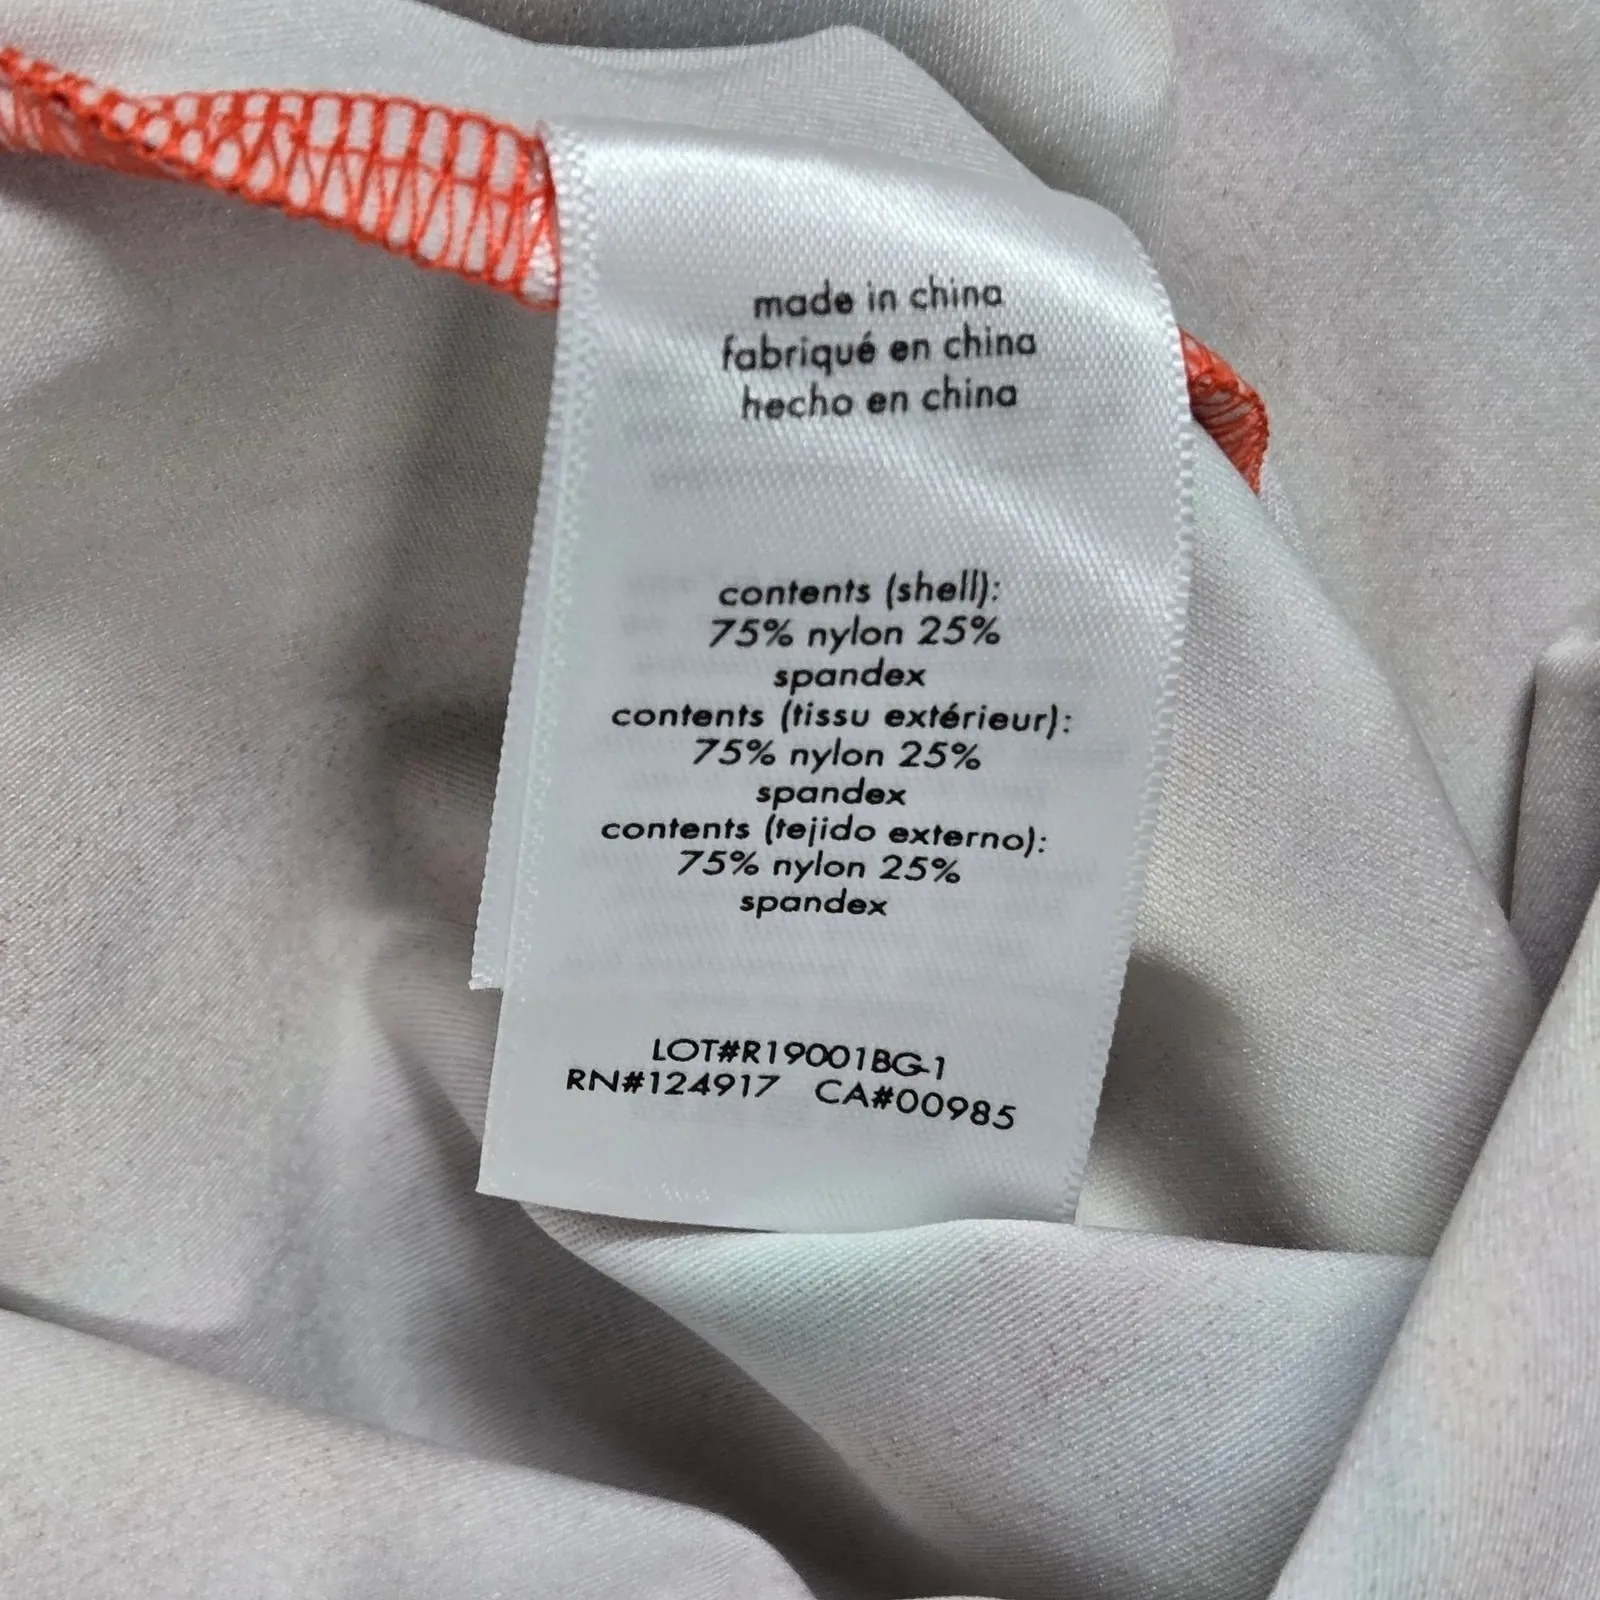 made in china
fabriqué en china
hecho en china
contents (shell):
75% nylon 25%
spandex
contents (tissu extérieur):
75% nylon 25%
spandex
contents (tejido externo):
75% nylon 25%
spandex
LOT#R19001BG-1
RN#124917 CA#00985